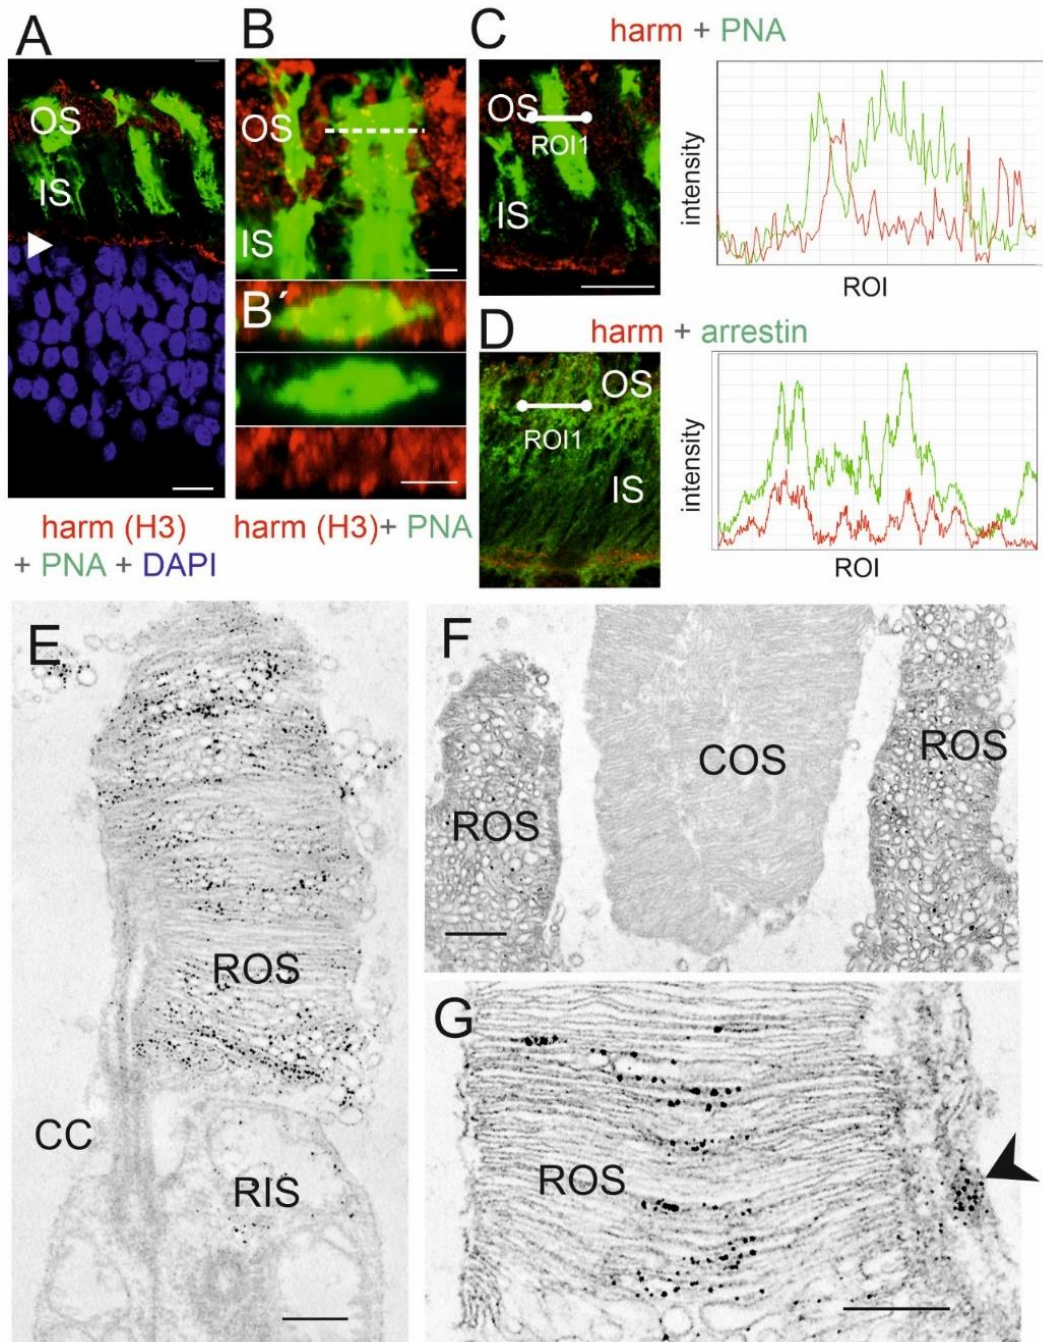 A
OS
IS
harm (H3)
+ PNA + DAPI
B
OS
IS
B´
harm (H3)+ PNA
C
harm + PNA
OS
ROI1
IS
intensity
ROI
D
harm + arrestin
OS
ROI1
IS
intensity
ROI
E
ROS
CC
RIS
F
ROS
COS
ROS
G
ROS